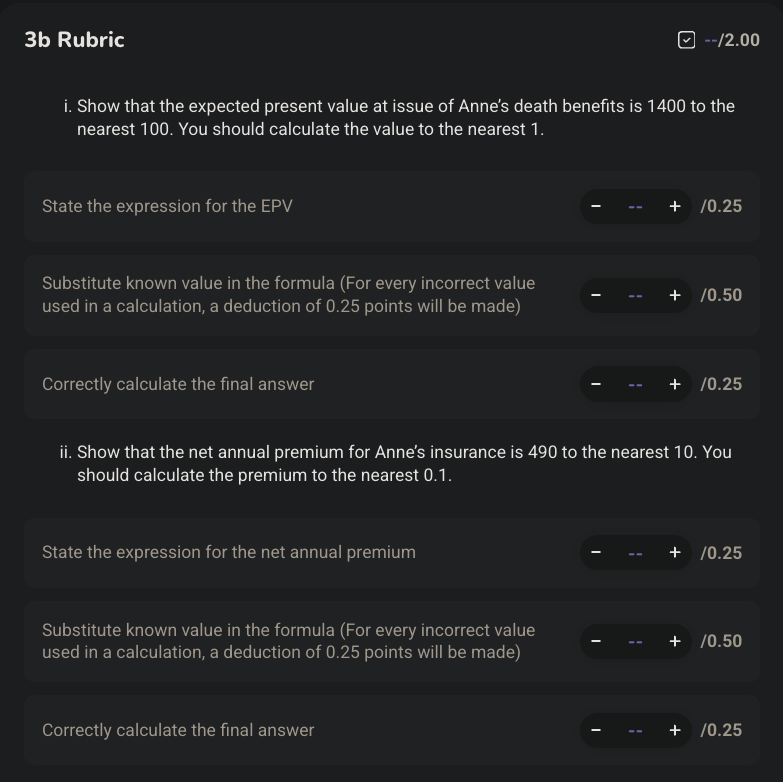 3b Rubric
--/2.00
i. Show that the expected present value at issue of Anne’s death benefits is 1400 to the
nearest 100. You should calculate the value to the nearest 1.
State the expression for the EPV
− -- + /0.25
Substitute known value in the formula (For every incorrect value
used in a calculation, a deduction of 0.25 points will be made)
− -- + /0.50
Correctly calculate the final answer
− -- + /0.25
ii. Show that the net annual premium for Anne’s insurance is 490 to the nearest 10. You
should calculate the premium to the nearest 0.1.
State the expression for the net annual premium
− -- + /0.25
Substitute known value in the formula (For every incorrect value
used in a calculation, a deduction of 0.25 points will be made)
− -- + /0.50
Correctly calculate the final answer
− -- + /0.25